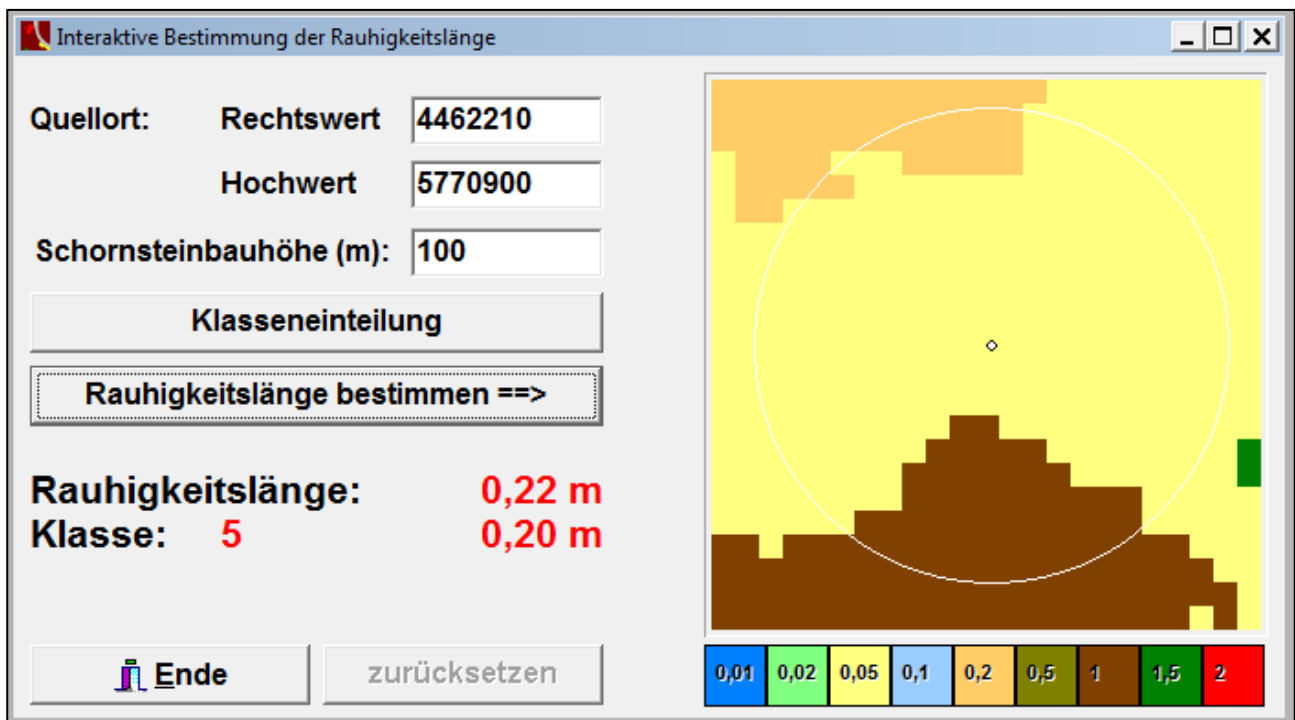 Interaktive Bestimmung der Rauhigkeitslänge
Quellort: Rechtswert 4462210
Hochwert 5770900
Schornsteinbauhöhe (m): 100
Klasseneinteilung
Rauhigkeitslänge bestimmen ==>
Rauhigkeitslänge: 0,22 m
Klasse: 5 0,20 m
Ende zurücksetzen
0,01 0,02 0,05 0,1 0,2 0,5 1 1,5 2